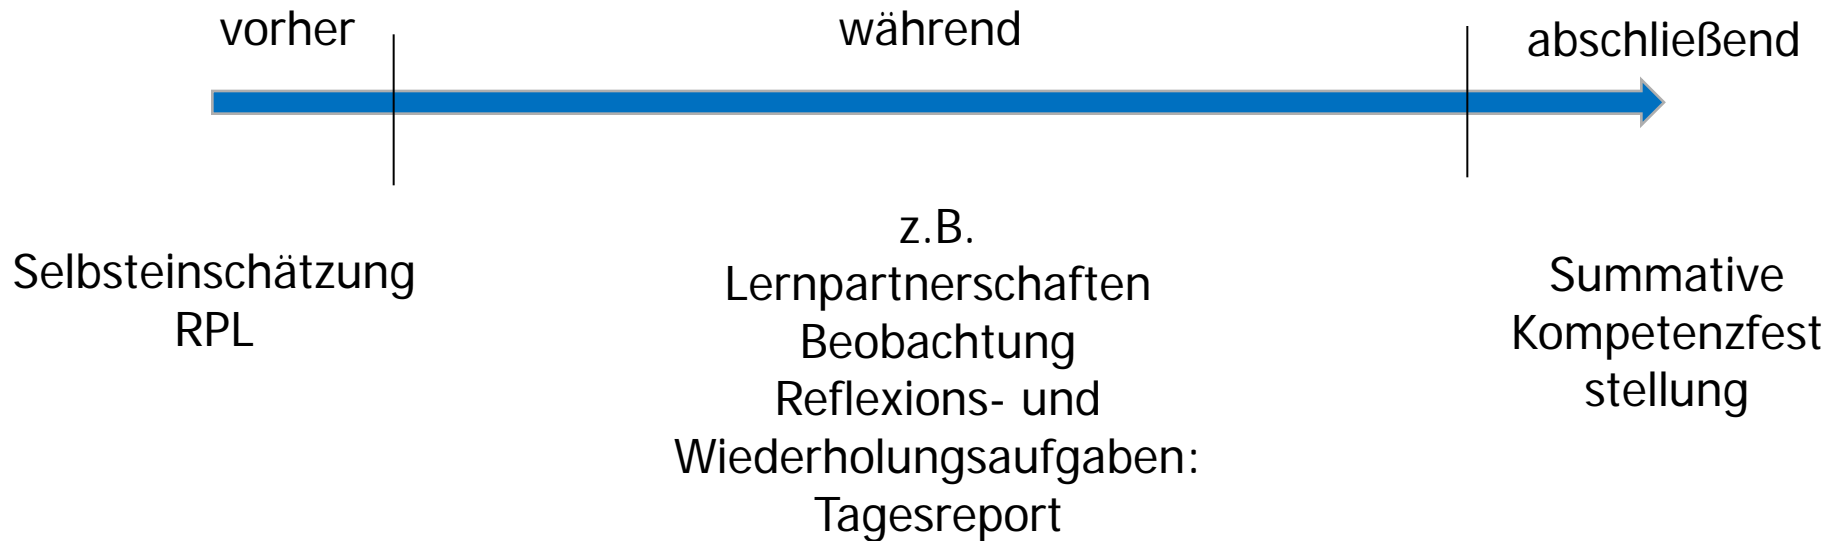 vorher
während
abschließend
Selbsteinschätzung
RPL
z.B.
Lernpartnerschaften
Beobachtung
Reflexions- und
Wiederholungsaufgaben:
Tagesreport
Summative
Kompetenzfest
stellung